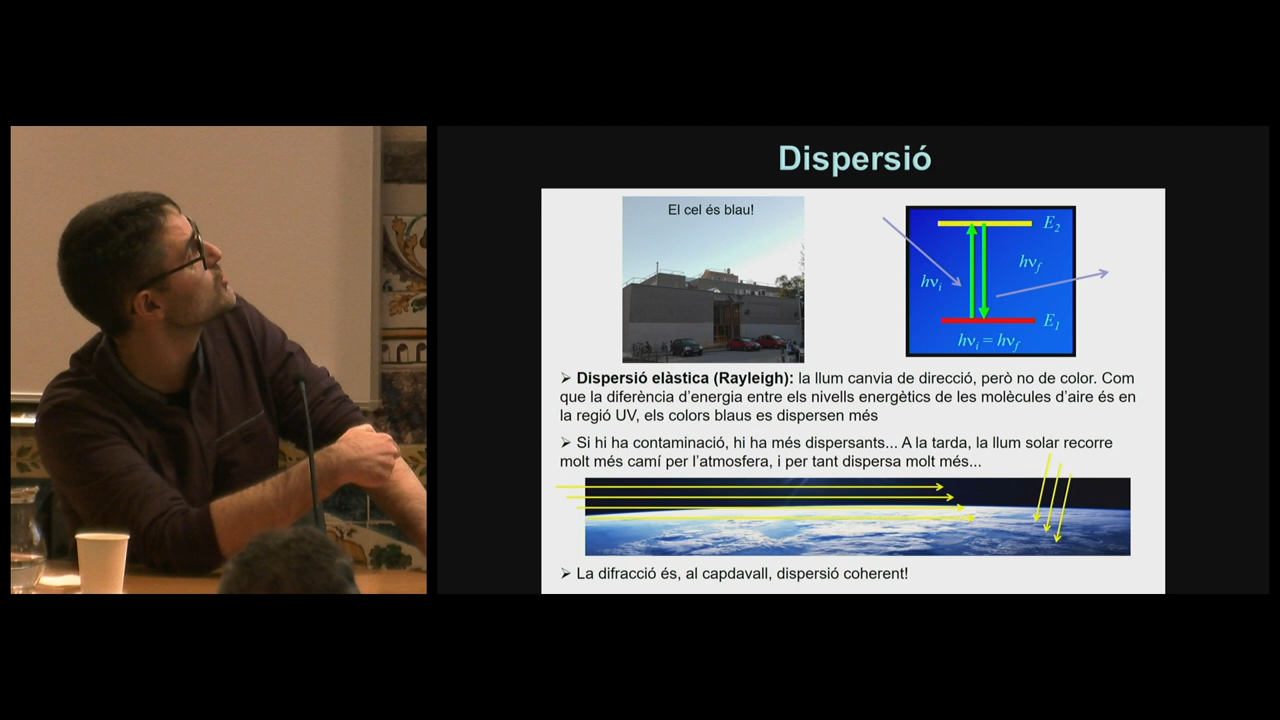 Dispersió
El cel és blau!
E2
hνf
hνi
E1
hνi = hνf
➢ Dispersió elàstica (Rayleigh): la llum canvia de direcció, però no de color. Com
que la diferència d’energia entre els nivells energètics de les molècules d’aire és en
la regió UV, els colors blaus es dispersen més
➢ Si hi ha contaminació, hi ha més dispersants... A la tarda, la llum solar recorre
molt més camí per l’atmosfera, i per tant dispersa molt més...
➢ La difracció és, al capdavall, dispersió coherent!